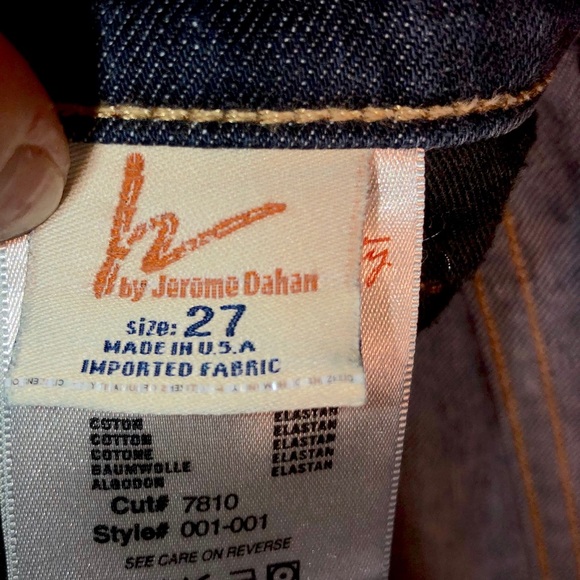 by Jerome Dahan
size: 27
MADE IN U.S.A
IMPORTED FABRIC
COTON ELASTAN
COTTON ELASTAN
COTONE ELASTAN
BAUMWOLLE ELASTAN
ALGODON
Cut# 7810
Style# 001-001
SEE CARE ON REVERSE